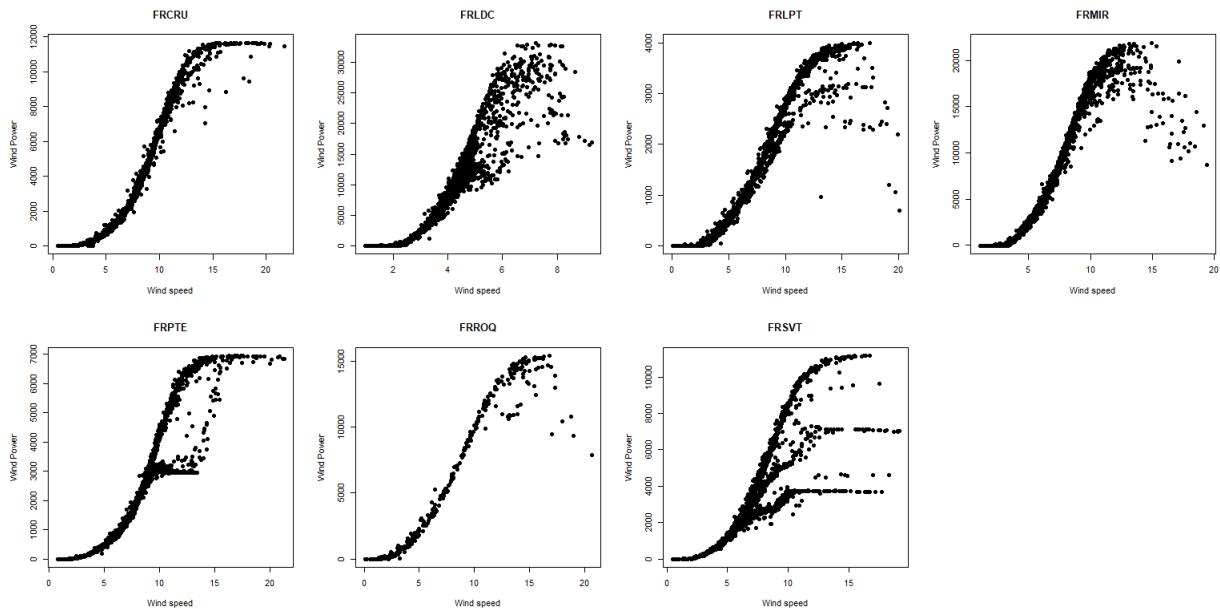 FRCRU
Wind Power
0 2000 4000 6000 8000 10000 12000
0 5 10 15 20
Wind speed
FRLDC
Wind Power
0 5000 10000 15000 20000 25000 30000
2 4 6 8
Wind speed
FRLPT
Wind Power
0 1000 2000 3000 4000
0 5 10 15 20
Wind speed
FRMIR
Wind Power
0 5000 10000 15000 20000
5 10 15 20
Wind speed
FRPTE
Wind Power
0 1000 2000 3000 4000 5000 6000 7000
0 5 10 15 20
Wind speed
FRROQ
Wind Power
0 5000 10000 15000
0 5 10 15 20
Wind speed
FRSVT
Wind Power
0 2000 4000 6000 8000 10000
0 5 10 15
Wind speed